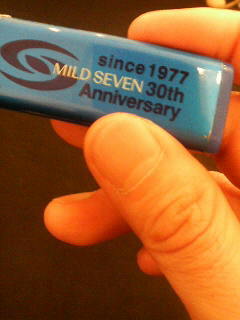 since 1977
MILD SEVEN 30th
Anniversary